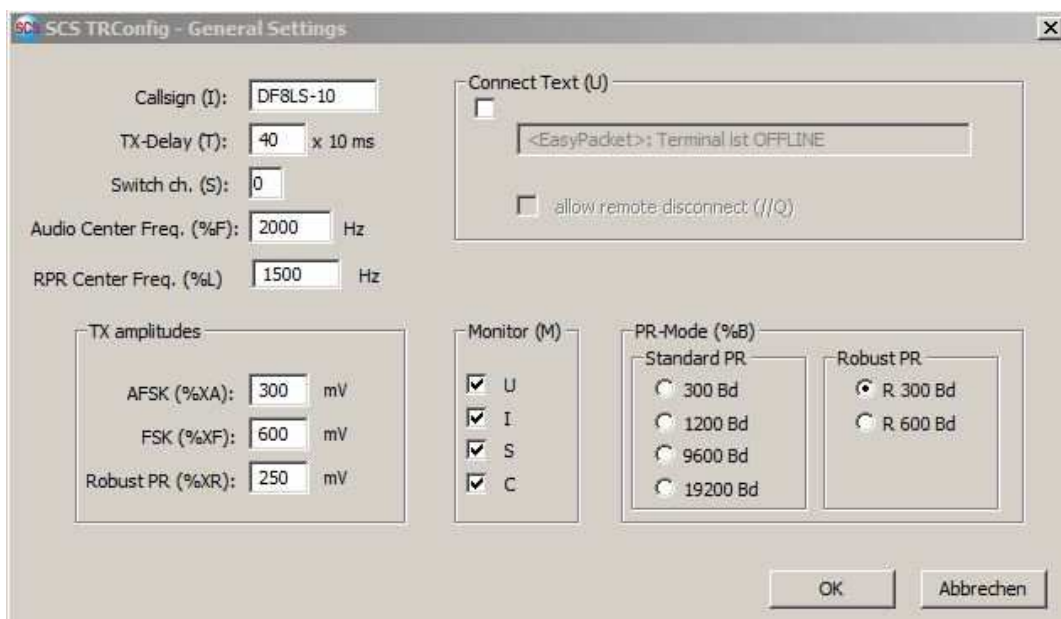 SCS TRConfig - General Settings
Callsign (I): DF8LS-10
TX-Delay (T): 40 x 10 ms
Switch ch. (S): 0
Audio Center Freq. (%F): 2000 Hz
RPR Center Freq. (%L) 1500 Hz
Connect Text (U)
<EasyPacket>: Terminal ist OFFLINE
allow remote disconnect (//Q)
TX amplitudes
AFSK (%XA): 300 mV
FSK (%XF): 600 mV
Robust PR (%XR): 250 mV
Monitor (M)
U
I
S
C
PR-Mode (%B)
Standard PR
300 Bd
1200 Bd
9600 Bd
19200 Bd
Robust PR
R 300 Bd
R 600 Bd
OK
Abbrechen